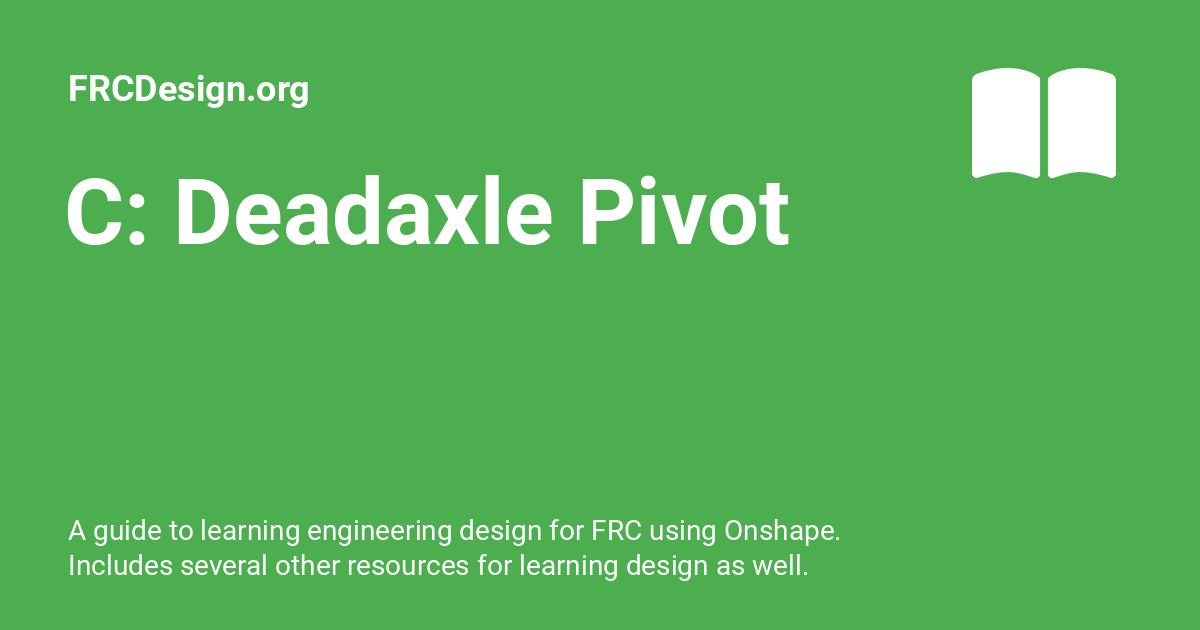 FRCDesign.org
C: Deadaxle Pivot
A guide to learning engineering design for FRC using Onshape.
Includes several other resources for learning design as well.